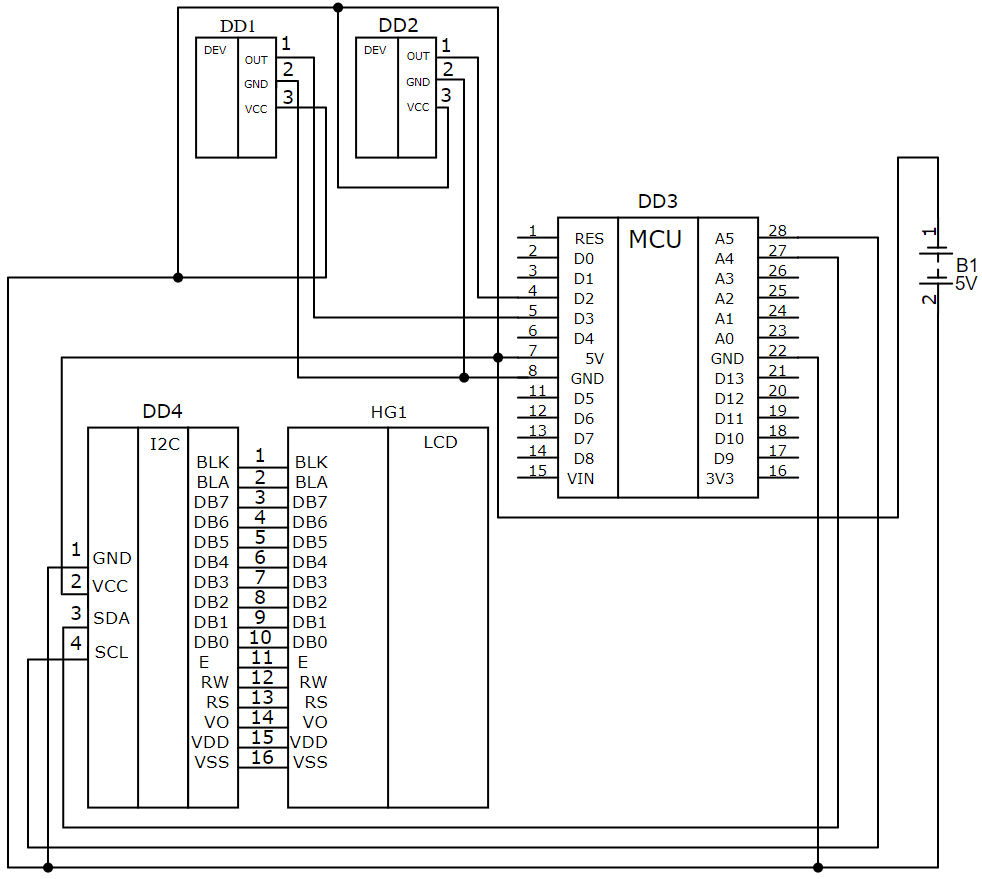 DD1
DEV
OUT
GND
VCC
1
2
3
DD2
DEV
OUT
GND
VCC
1
2
3
DD3
MCU
1 RES
2 D0
3 D1
4 D2
5 D3
6 D4
7 5V
8 GND
11 D5
12 D6
13 D7
14 D8
15 VIN
A5 28
A4 27
A3 26
A2 25
A1 24
A0 23
GND 22
D13 21
D12 20
D11 19
D10 18
D9 17
3V3 16
1
B1
5V
2
DD4
I2C
1 GND
2 VCC
3 SDA
4 SCL
HG1
LCD
BLK 1 BLK
BLA 2 BLA
DB7 3 DB7
DB6 4 DB6
DB5 5 DB5
DB4 6 DB4
DB3 7 DB3
DB2 8 DB2
DB1 9 DB1
DB0 10 DB0
E 11 E
RW 12 RW
RS 13 RS
VO 14 VO
VDD 15 VDD
VSS 16 VSS